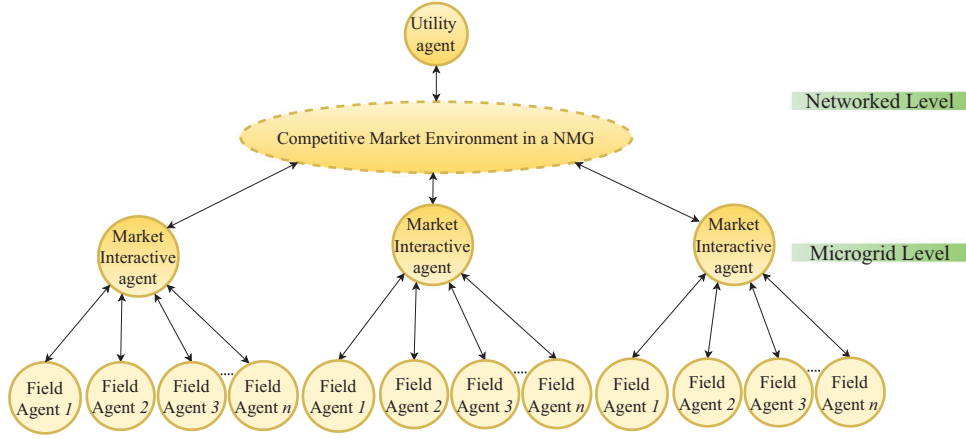 Utility
agent
Networked Level
Competitive Market Environment in a NMG
Market
Interactive
agent
Market
Interactive
agent
Market
Interactive
agent
Microgrid Level
Field
Agent 1
Field
Agent 2
Field
Agent 3
....
Field
Agent n
Field
Agent 1
Field
Agent 2
Field
Agent 3
....
Field
Agent n
Field
Agent 1
Field
Agent 2
Field
Agent 3
....
Field
Agent n